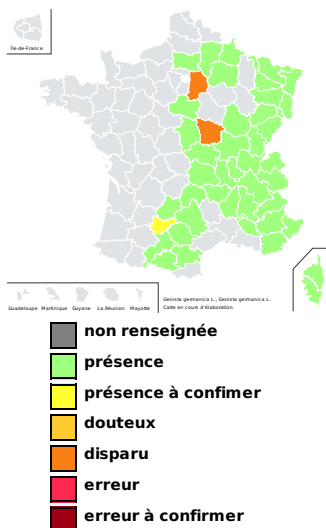 Île-de-France
Genista germanica L., Genista germanica L.
Carte en cours d'élaboration.
Guadeloupe Martinique Guyane La Réunion Mayotte
non renseignée
présence
présence à confimer
douteux
disparu
erreur
erreur à confirmer